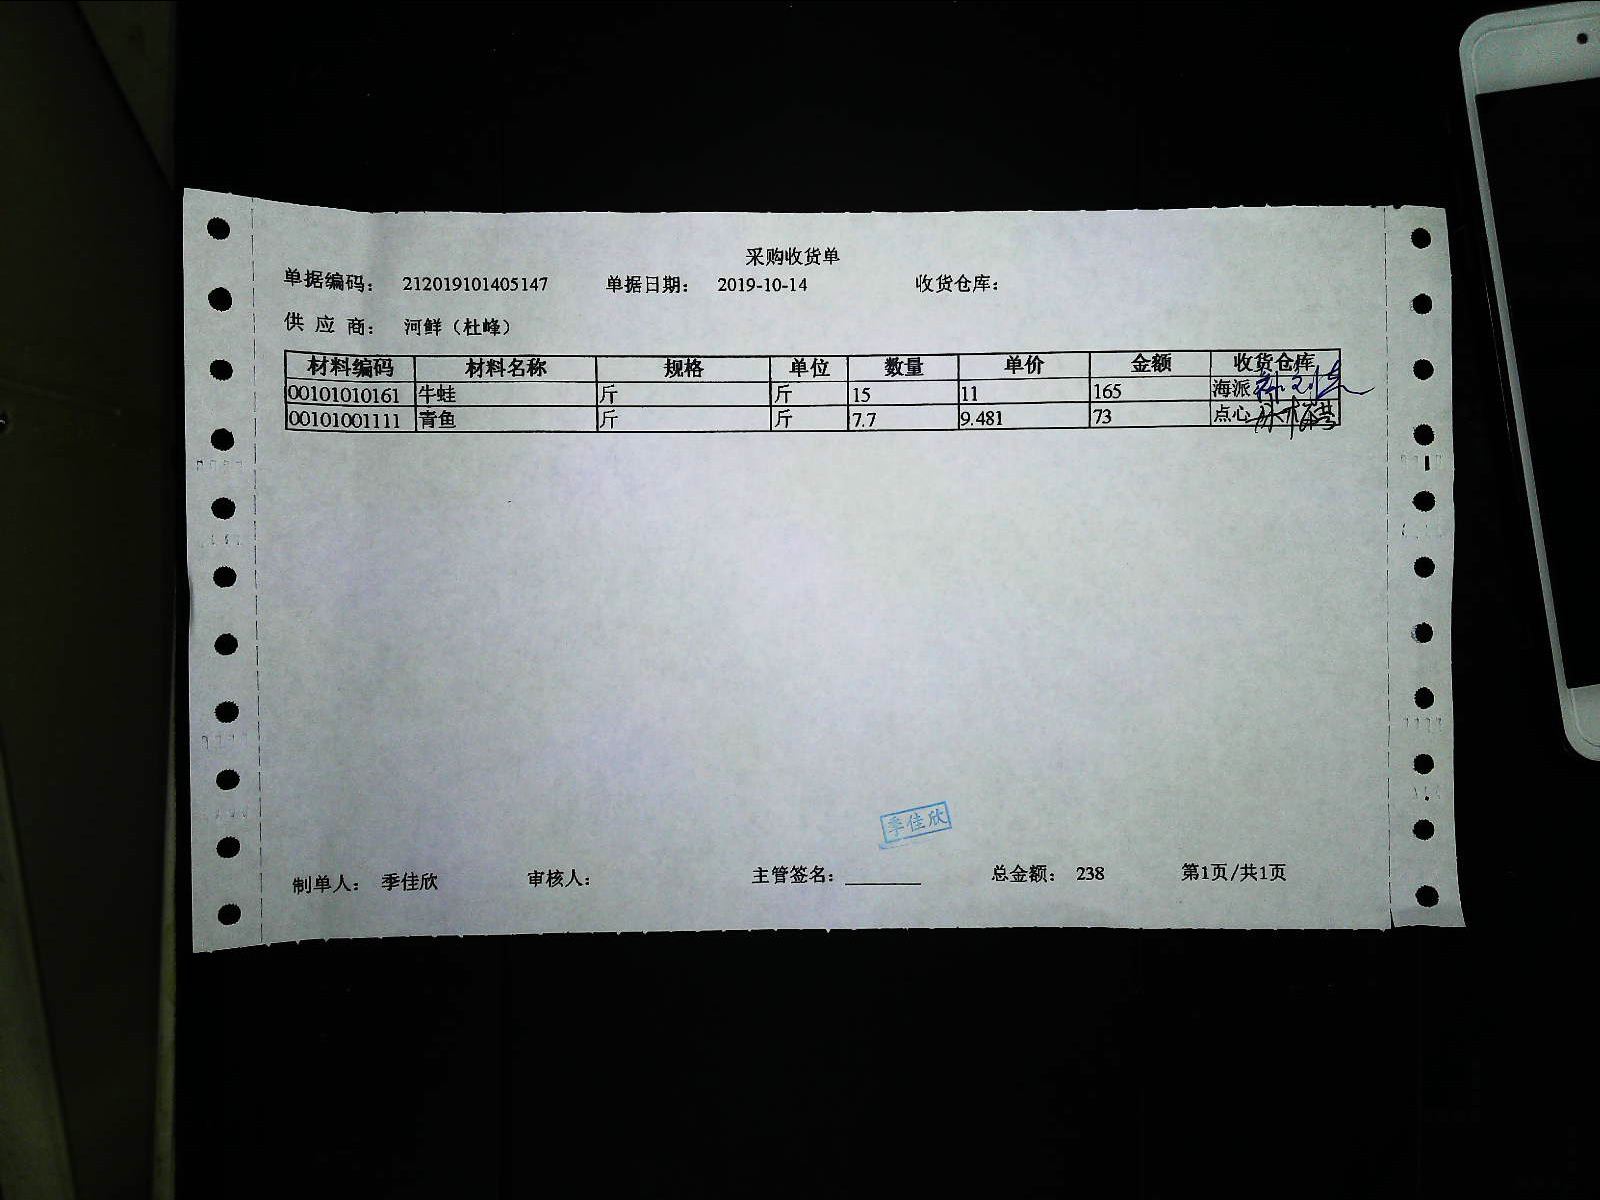 采购收货单
单据编码： 212019101405147 单据日期： 2019-10-14 收货仓库：
供 应 商： 河鲜（杜峰）
材料编码 材料名称 规格 单位 数量 单价 金额 收货仓库
00101010161 牛蛙 斤 斤 15 11 165 海派
00101001111 青鱼 斤 斤 7.7 9.481 73 点心
季佳欣
制单人： 季佳欣 审核人： 主管签名：________ 总金额： 238 第1页/共1页